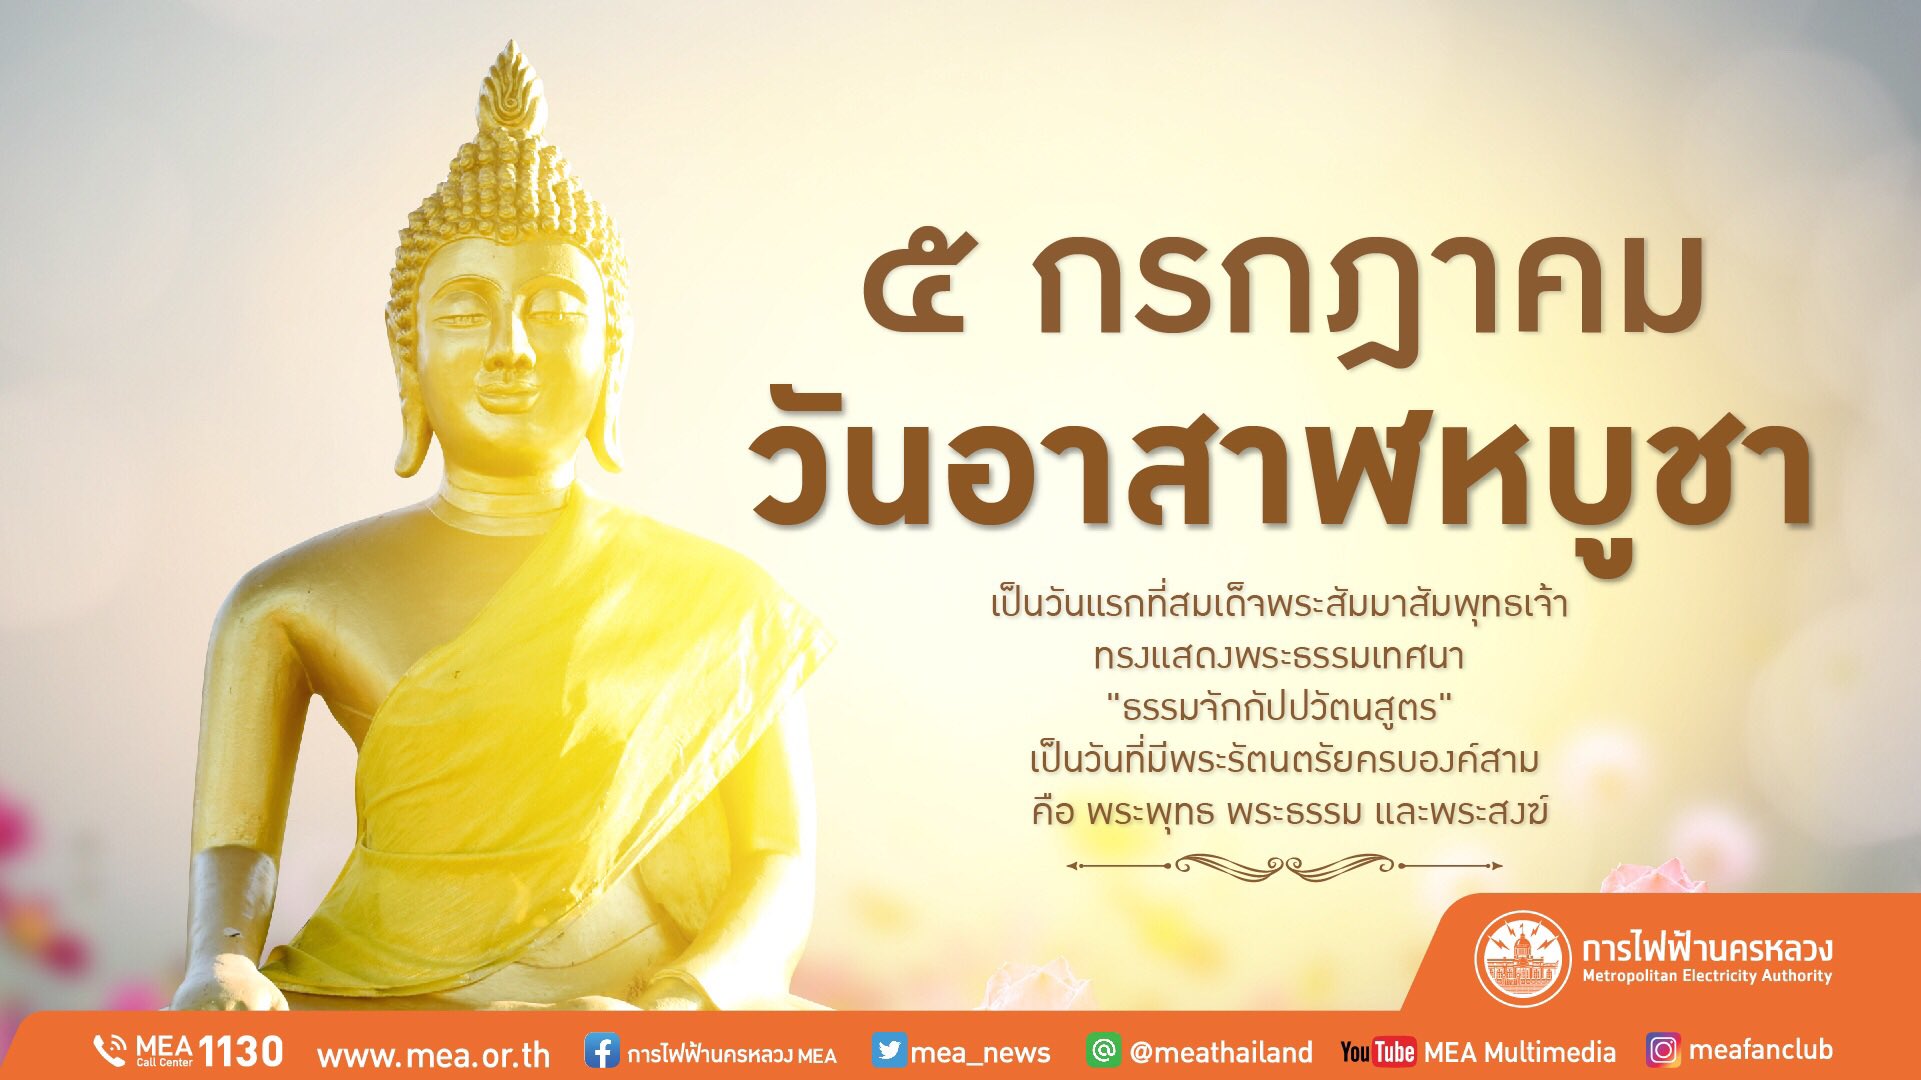 ๕ กรกฎาคม
วันอาสาฬหบูชา
เป็นวันแรกที่สมเด็จพระสัมมาสัมพุทธเจ้า
ทรงแสดงพระธรรมเทศนา
"ธรรมจักกัปปวัตนสูตร"
เป็นวันที่มีพระรัตนตรัยครบองค์สาม
คือ พระพุทธ พระธรรม และพระสงฆ์
การไฟฟ้านครหลวง
Metropolitan Electricity Authority
MEA Call Center 1130 www.mea.or.th f การไฟฟ้านครหลวง MEA mea_news @ @meathailand YouTube MEA Multimedia meafanclub